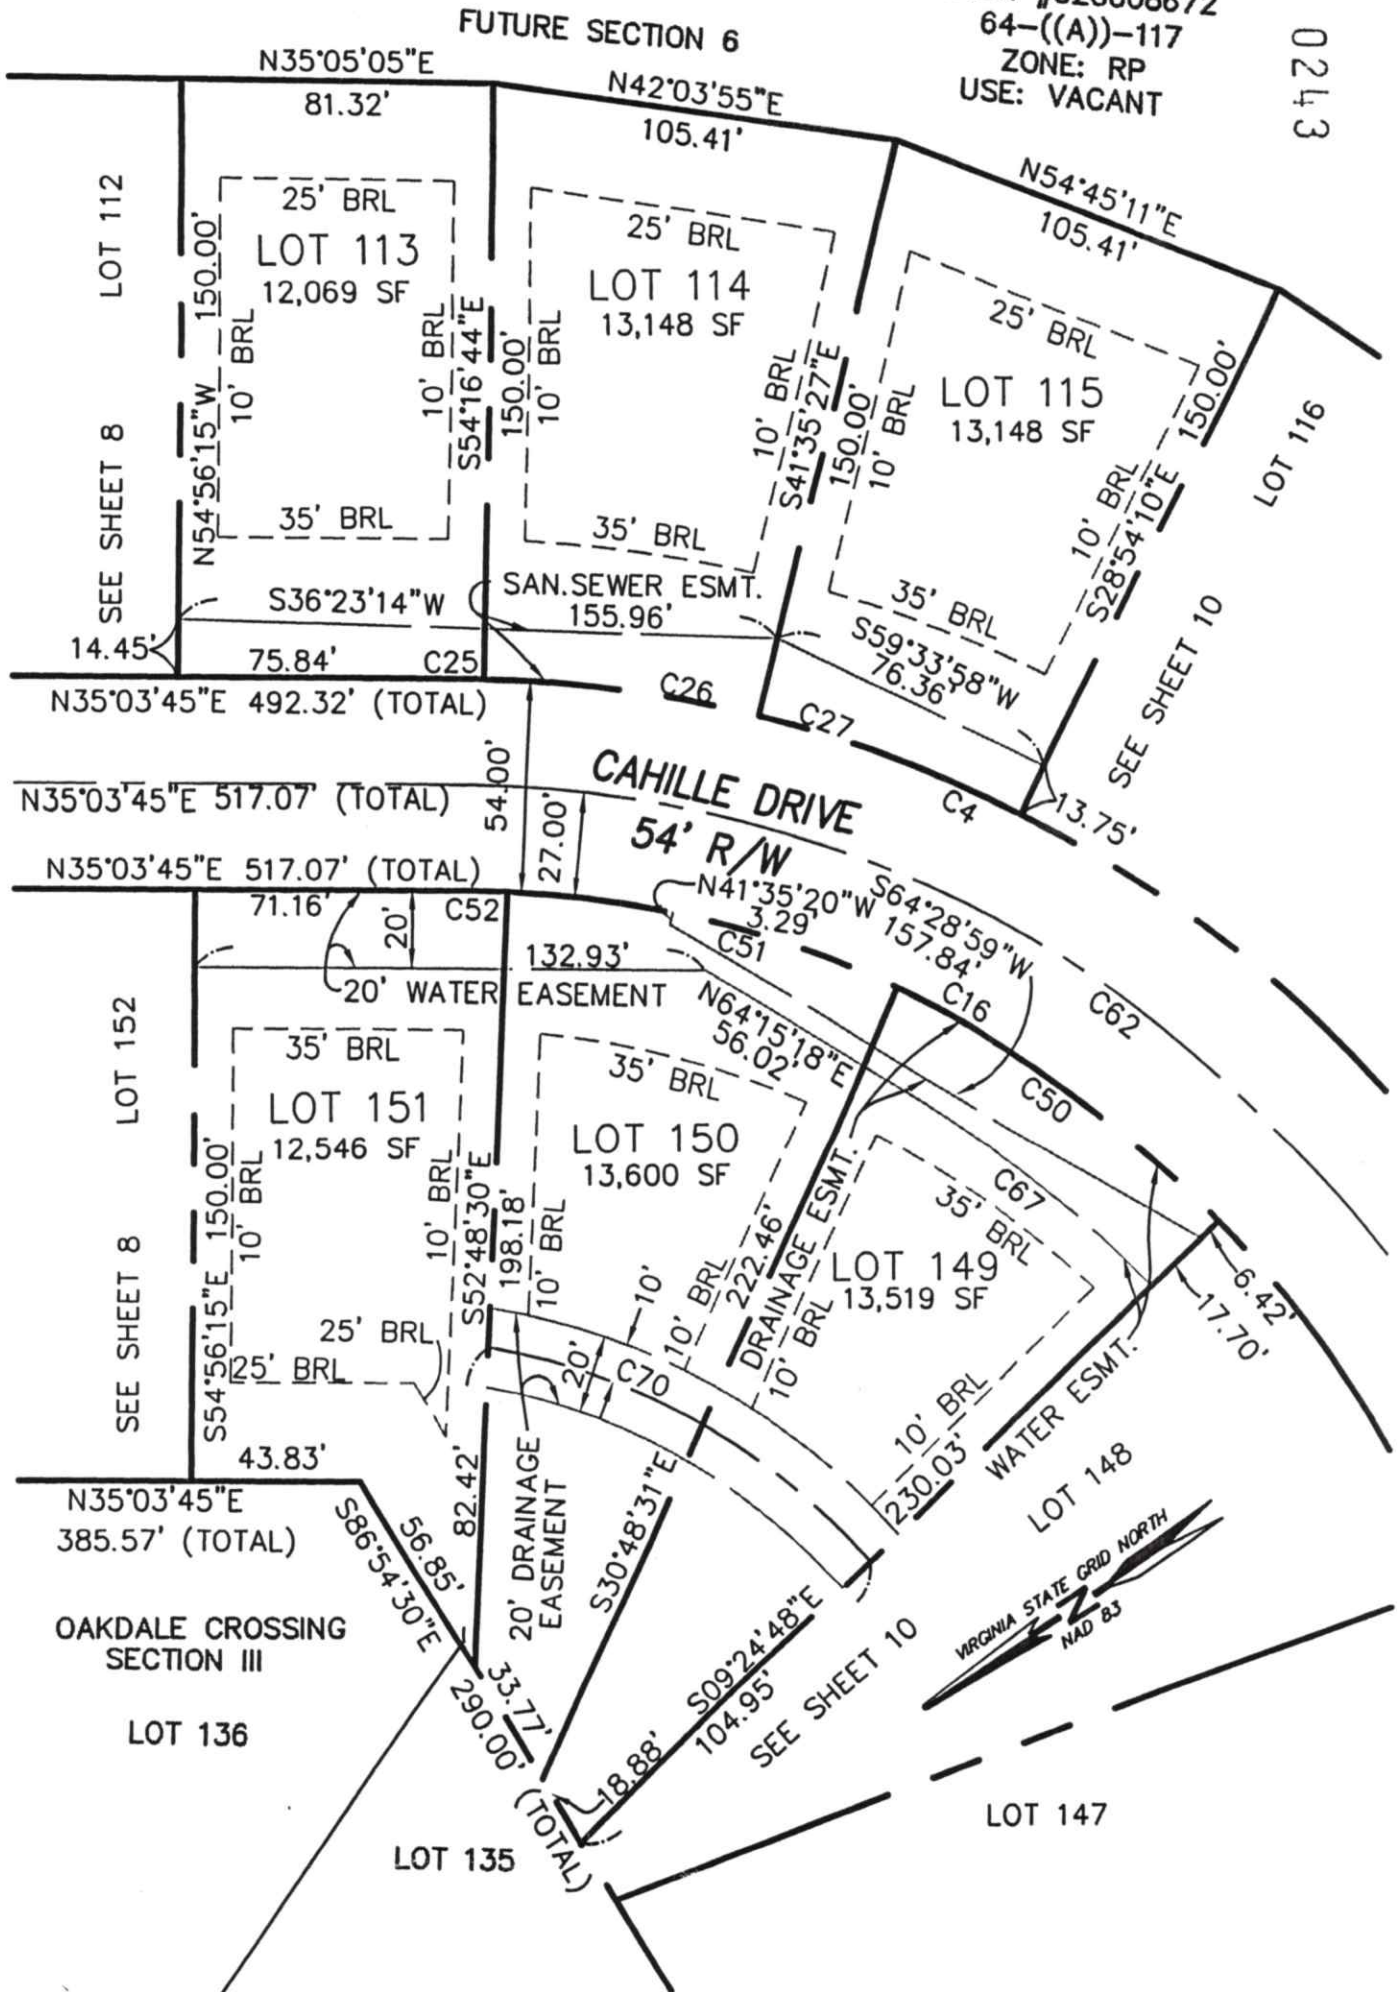 FUTURE SECTION 6
64-((A))-117
ZONE: RP
USE: VACANT
0243
N35°05'05"E
81.32'
N42°03'55"E
105.41'
N54°45'11"E
105.41'
LOT 112
SEE SHEET 8
25' BRL
LOT 113
12,069 SF
150.00'
N54°56'15"W
10' BRL
10' BRL
35' BRL
S54°16'44"E
150.00'
25' BRL
LOT 114
13,148 SF
10' BRL
10' BRL
35' BRL
S41°35'27"E
150.00'
25' BRL
LOT 115
13,148 SF
10' BRL
10' BRL
35' BRL
S28°54'10"E
150.00'
LOT 116
SEE SHEET 10
S36°23'14"W
SAN.SEWER ESMT.
155.96'
S59°33'58"W
76.36'
14.45'
75.84'
C25
C26
C27
C4
13.75'
N35°03'45"E 492.32' (TOTAL)
54.00'
27.00'
CAHILLE DRIVE
54' R/W
N35°03'45"E 517.07' (TOTAL)
N35°03'45"E 517.07' (TOTAL)
71.16'
20'
C52
N41°35'20"W
3.29'
C51
S64°28'59"W
157.84'
C16
C62
C50
132.93'
20' WATER EASEMENT
N64°15'18"E
56.02'
LOT 152
SEE SHEET 8
35' BRL
LOT 151
12,546 SF
150.00'
S54°56'15"E
10' BRL
10' BRL
25' BRL
25' BRL
S52°48'30"E
198.18'
35' BRL
LOT 150
13,600 SF
10' BRL
10' BRL
10'
20'
C70
222.46'
DRAINAGE ESMT.
C67
35' BRL
LOT 149
13,519 SF
10' BRL
10' BRL
230.03'
WATER ESMT.
6.42'
17.70'
43.83'
N35°03'45"E
385.57' (TOTAL)
56.85'
S86°54'30"E
82.42'
20' DRAINAGE
EASEMENT
S30°48'31"E
S09°24'48"E
104.95'
SEE SHEET 10
LOT 148
VIRGINIA STATE GRID NORTH
NAD 83
OAKDALE CROSSING
SECTION III
LOT 136
33.77'
290.00'
(TOTAL)
18.88'
LOT 135
LOT 147